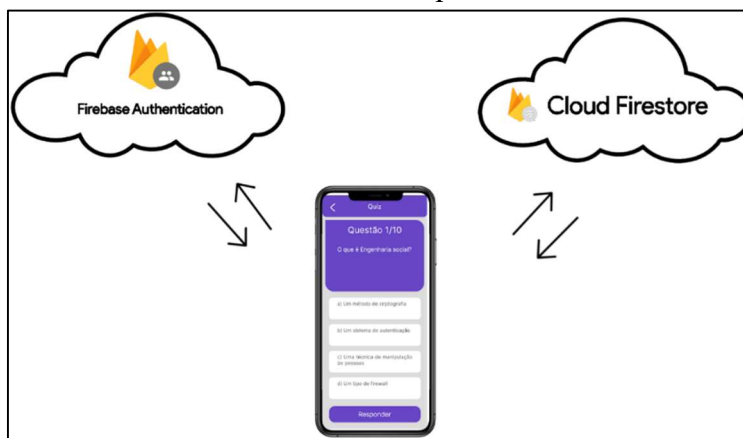 Firebase Authentication
Cloud Firestore
Quiz
Questão 1/10
O que é Engenharia social?
a) Um método de criptografia
b) Um sistema de autenticação
c) Uma técnica de manipulação
de pessoas
d) Um tipo de firewall
Responder